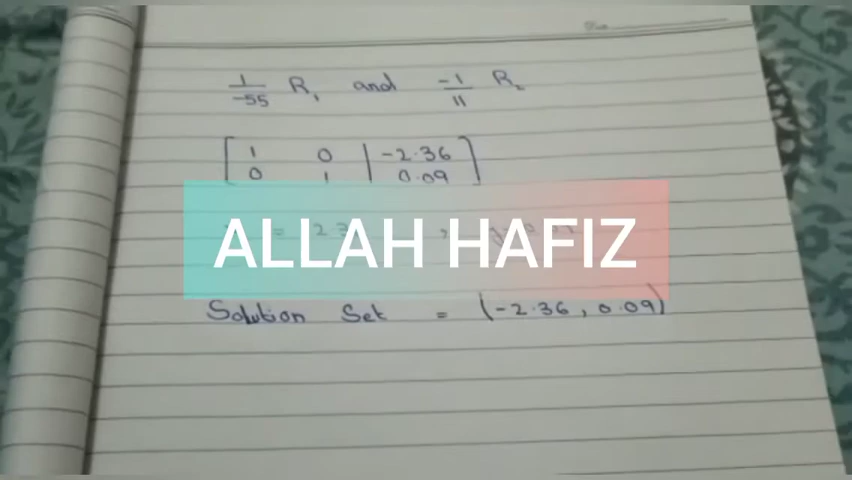 1/-55 R₁ and -1/11 R₂
[ 1 0 | -2.36 ]
[ 0 1 | 0.09 ]
ALLAH HAFIZ
Solution Set = (-2.36, 0.09)